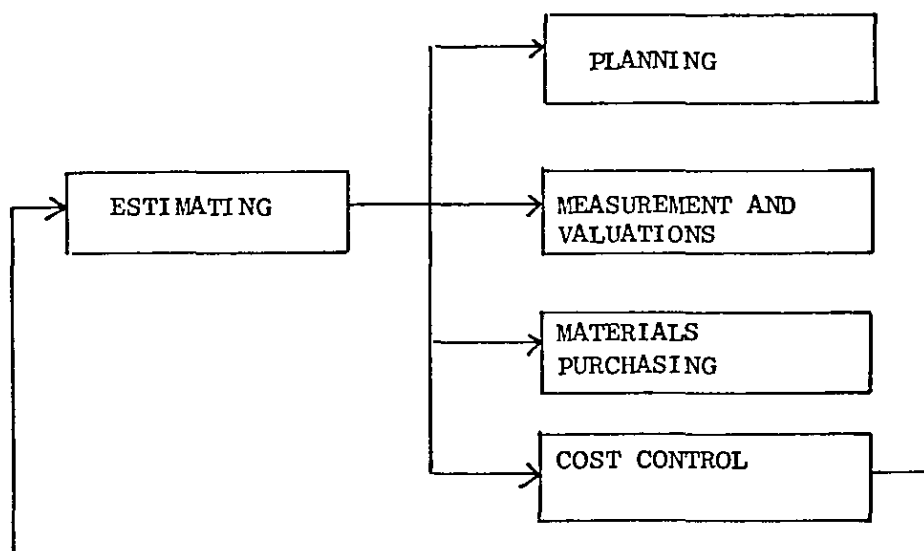 PLANNING
ESTIMATING
MEASUREMENT AND
VALUATIONS
MATERIALS
PURCHASING
COST CONTROL